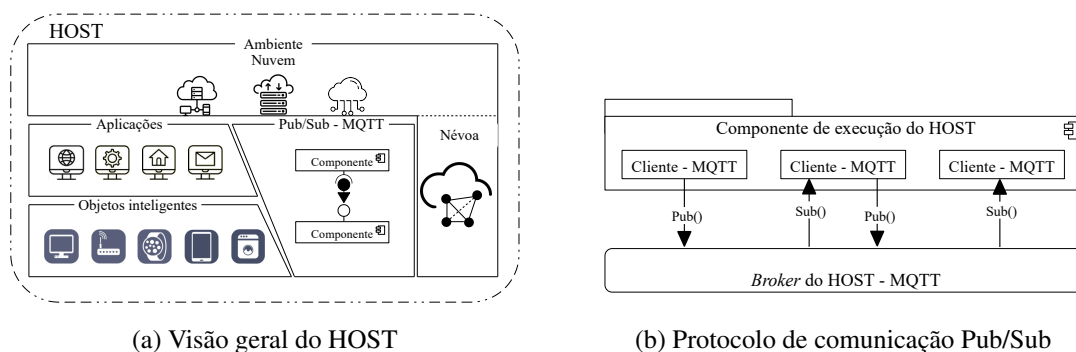 HOST
Ambiente
Nuvem
Aplicações
Pub/Sub - MQTT
Névoa
Componente
Objetos inteligentes
Componente
(a) Visão geral do HOST
Componente de execução do HOST
Cliente - MQTT
Cliente - MQTT
Cliente - MQTT
Pub()
Sub()
Pub()
Sub()
Broker do HOST - MQTT
(b) Protocolo de comunicação Pub/Sub